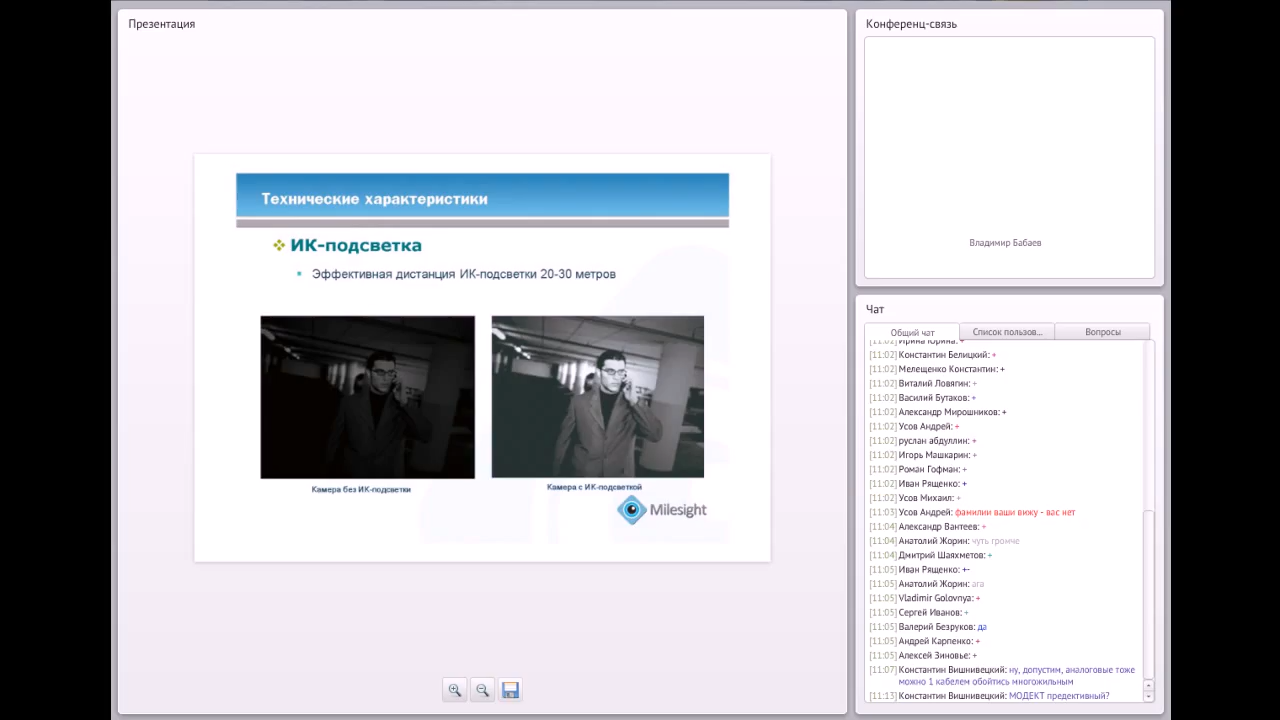 Презентация
Технические характеристики
ИК-подсветка
Эффективная дистанция ИК-подсветки 20-30 метров
Камера без ИК-подсветки
Камера с ИК-подсветкой
Milesight
Конференц-связь
Владимир Бабаев
Чат
Общий чат
Список пользов...
Вопросы
[11:02] Ирина Юрина: +
[11:02] Константин Белицкий: +
[11:02] Мелещенко Константин: +
[11:02] Виталий Ловягин: +
[11:02] Василий Бутаков: +
[11:02] Александр Мирошников: +
[11:02] Усов Андрей: +
[11:02] руслан абдуллин: +
[11:02] Игорь Машкарин: +
[11:02] Роман Гофман: +
[11:02] Иван Рященко: +
[11:02] Усов Михаил: +
[11:03] Усов Андрей: фамилии ваши вижу - вас нет
[11:04] Александр Вантеев: +
[11:04] Анатолий Жорин: чуть громче
[11:04] Дмитрий Шаяхметов: +
[11:05] Иван Рященко: +-
[11:05] Анатолий Жорин: ага
[11:05] Vladimir Golovnya: +
[11:05] Сергей Иванов: +
[11:05] Валерий Безруков: да
[11:05] Андрей Карпенко: +
[11:05] Алексей Зиновье: +
[11:07] Константин Вишнивецкий: ну, допустим, аналоговые тоже
можно 1 кабелем обойтись многожильным
[11:13] Константин Вишнивецкий: МОДЕКТ предективный?